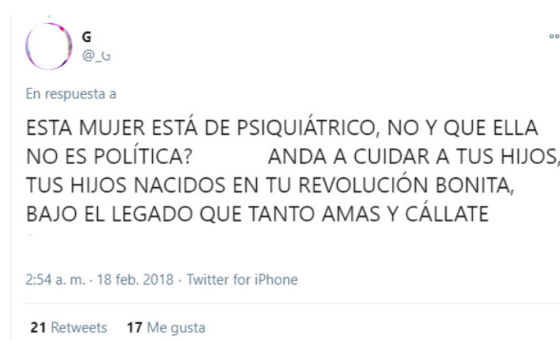 G
@_G
En respuesta a
ESTA MUJER ESTÁ DE PSIQUIÁTRICO, NO Y QUE ELLA
NO ES POLÍTICA? ANDA A CUIDAR A TUS HIJOS,
TUS HIJOS NACIDOS EN TU REVOLUCIÓN BONITA,
BAJO EL LEGADO QUE TANTO AMAS Y CÁLLATE
2:54 a. m. · 18 feb. 2018 · Twitter for iPhone
21 Retweets 17 Me gusta